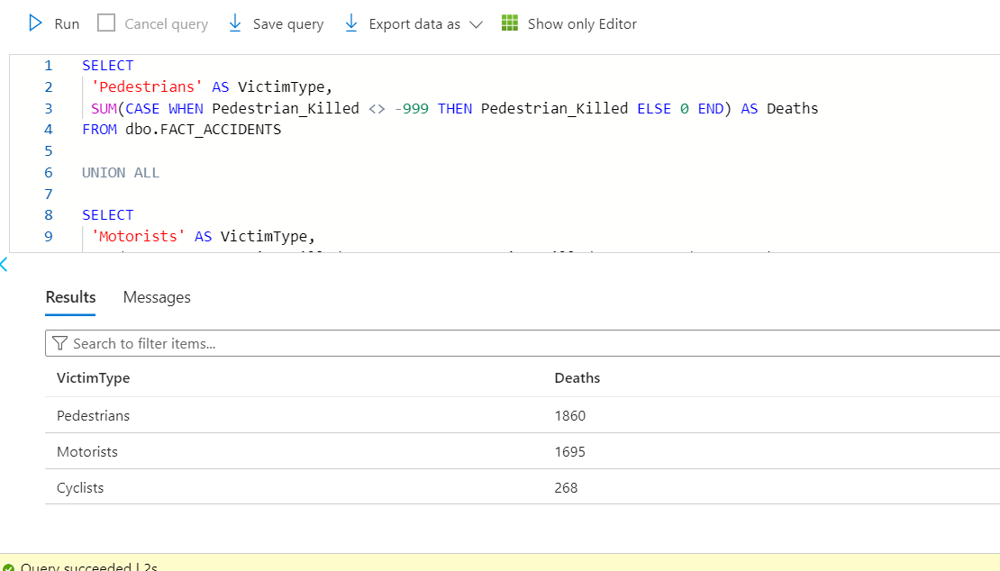 Run Cancel query Save query Export data as Show only Editor
1 SELECT
2 'Pedestrians' AS VictimType,
3 SUM(CASE WHEN Pedestrian_Killed <> -999 THEN Pedestrian_Killed ELSE 0 END) AS Deaths
4 FROM dbo.FACT_ACCIDENTS
5
6 UNION ALL
7
8 SELECT
9 'Motorists' AS VictimType,
Results Messages
Search to filter items...
VictimType Deaths
Pedestrians 1860
Motorists 1695
Cyclists 268
Query succeeded | 2s